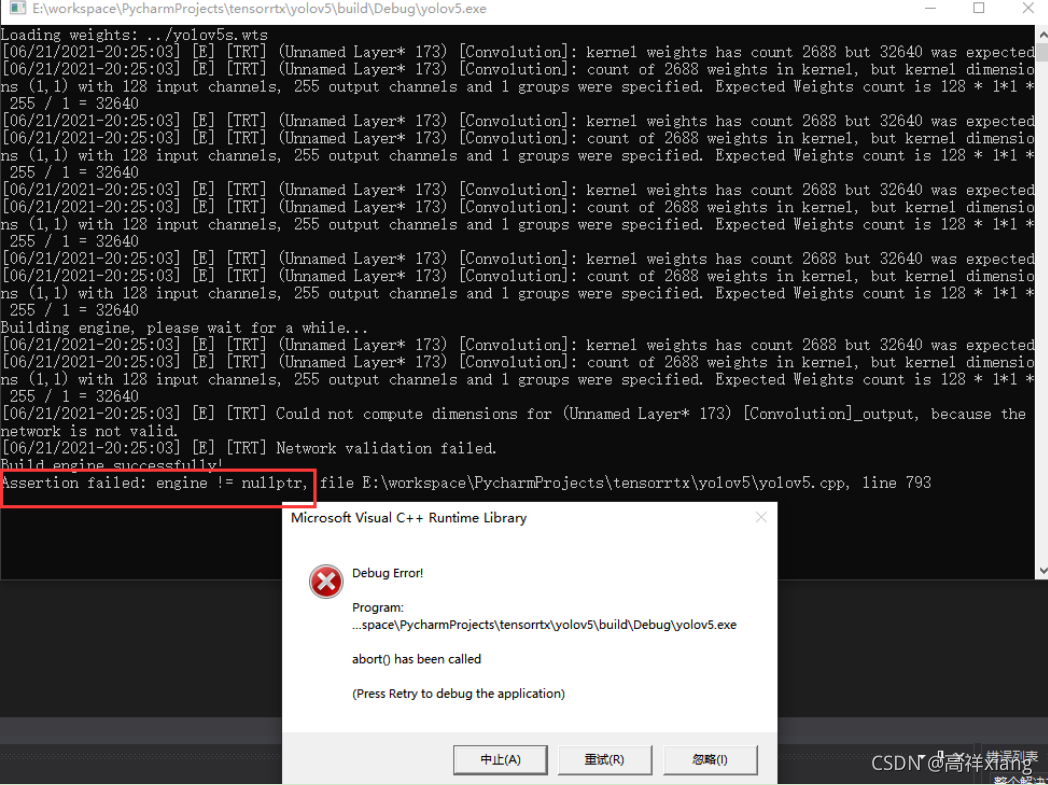 E:\workspace\PycharmProjects\tensorrtx\yolov5\build\Debug\yolov5.exe
Loading weights: ../yolov5s.wts
[06/21/2021-20:25:03] [E] [TRT] (Unnamed Layer* 173) [Convolution]: kernel weights has count 2688 but 32640 was expected
[06/21/2021-20:25:03] [E] [TRT] (Unnamed Layer* 173) [Convolution]: count of 2688 weights in kernel, but kernel dimensio
ns (1,1) with 128 input channels, 255 output channels and 1 groups were specified. Expected Weights count is 128 * 1*1 *
255 / 1 = 32640
[06/21/2021-20:25:03] [E] [TRT] (Unnamed Layer* 173) [Convolution]: kernel weights has count 2688 but 32640 was expected
[06/21/2021-20:25:03] [E] [TRT] (Unnamed Layer* 173) [Convolution]: count of 2688 weights in kernel, but kernel dimensio
ns (1,1) with 128 input channels, 255 output channels and 1 groups were specified. Expected Weights count is 128 * 1*1 *
255 / 1 = 32640
[06/21/2021-20:25:03] [E] [TRT] (Unnamed Layer* 173) [Convolution]: kernel weights has count 2688 but 32640 was expected
[06/21/2021-20:25:03] [E] [TRT] (Unnamed Layer* 173) [Convolution]: count of 2688 weights in kernel, but kernel dimensio
ns (1,1) with 128 input channels, 255 output channels and 1 groups were specified. Expected Weights count is 128 * 1*1 *
255 / 1 = 32640
[06/21/2021-20:25:03] [E] [TRT] (Unnamed Layer* 173) [Convolution]: kernel weights has count 2688 but 32640 was expected
[06/21/2021-20:25:03] [E] [TRT] (Unnamed Layer* 173) [Convolution]: count of 2688 weights in kernel, but kernel dimensio
ns (1,1) with 128 input channels, 255 output channels and 1 groups were specified. Expected Weights count is 128 * 1*1 *
255 / 1 = 32640
Building engine, please wait for a while...
[06/21/2021-20:25:03] [E] [TRT] (Unnamed Layer* 173) [Convolution]: kernel weights has count 2688 but 32640 was expected
[06/21/2021-20:25:03] [E] [TRT] (Unnamed Layer* 173) [Convolution]: count of 2688 weights in kernel, but kernel dimensio
ns (1,1) with 128 input channels, 255 output channels and 1 groups were specified. Expected Weights count is 128 * 1*1 *
255 / 1 = 32640
[06/21/2021-20:25:03] [E] [TRT] Could not compute dimensions for (Unnamed Layer* 173) [Convolution]_output, because the
network is not valid.
[06/21/2021-20:25:03] [E] [TRT] Network validation failed.
Build engine successfully!
Assertion failed: engine != nullptr, file E:\workspace\PycharmProjects\tensorrtx\yolov5\yolov5.cpp, line 793
Microsoft Visual C++ Runtime Library
Debug Error!
Program:
...space\PycharmProjects\tensorrtx\yolov5\build\Debug\yolov5.exe
abort() has been called
(Press Retry to debug the application)
中止(A)
重试(R)
忽略(I)
错误列表
CSDN @高祥xiang
整个解决